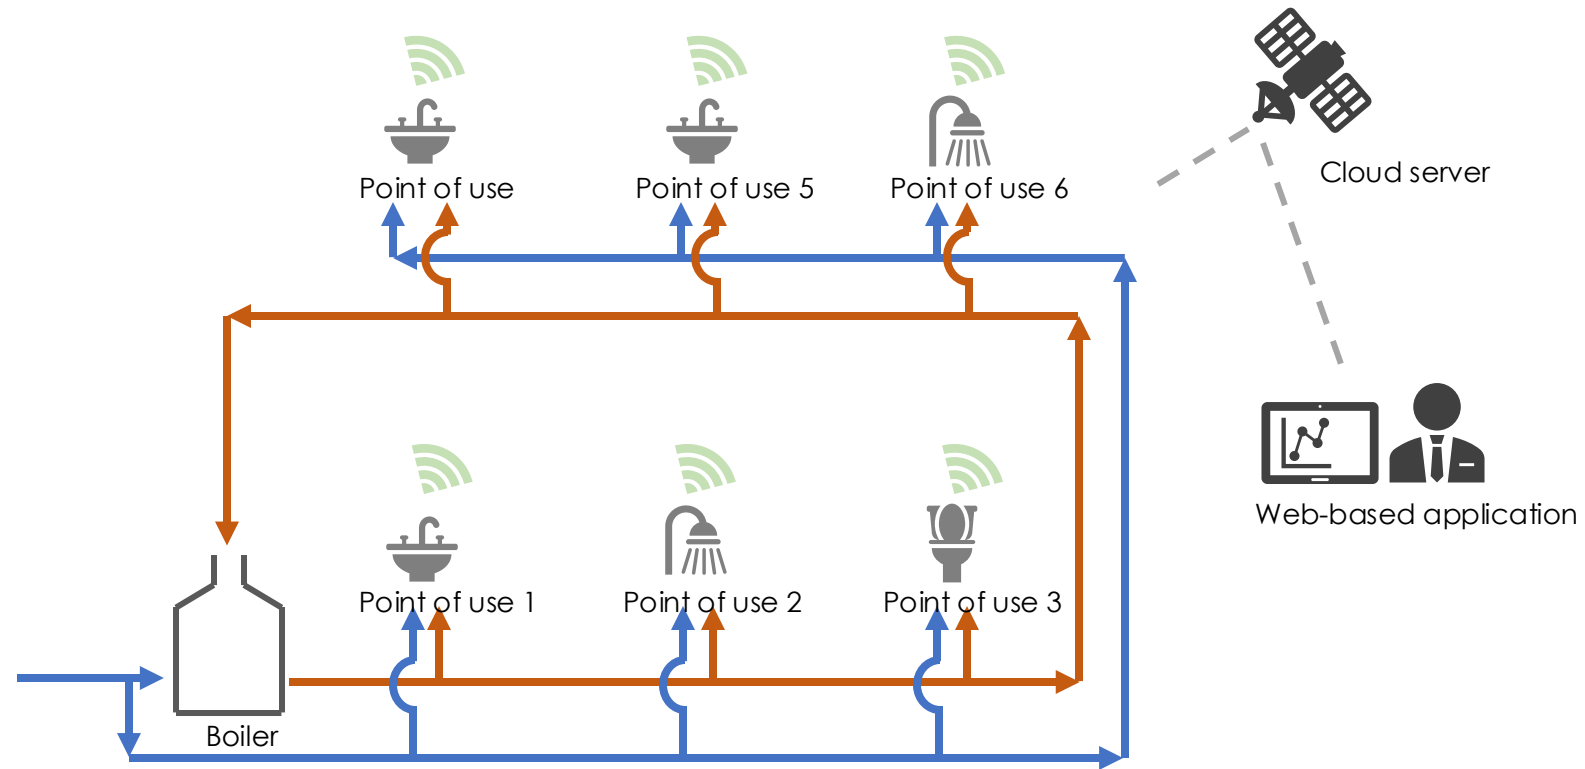 Point of use
Point of use 5
Point of use 6
Cloud server
Web-based application
Point of use 1
Point of use 2
Point of use 3
Boiler